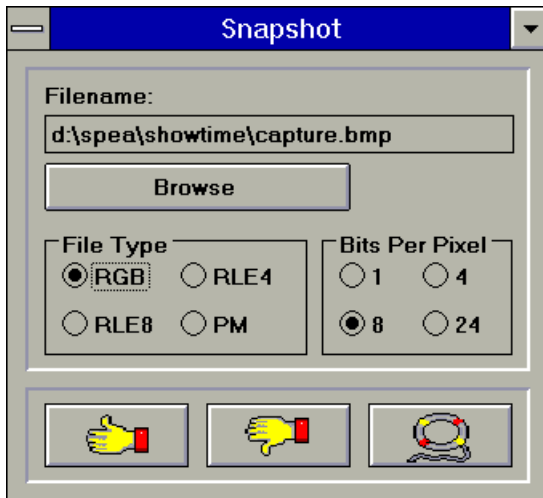 Snapshot
Filename:
d:\spea\showtime\capture.bmp
Browse
File Type Bits Per Pixel
RGB RLE4 1 4
RLE8 PM 8 24